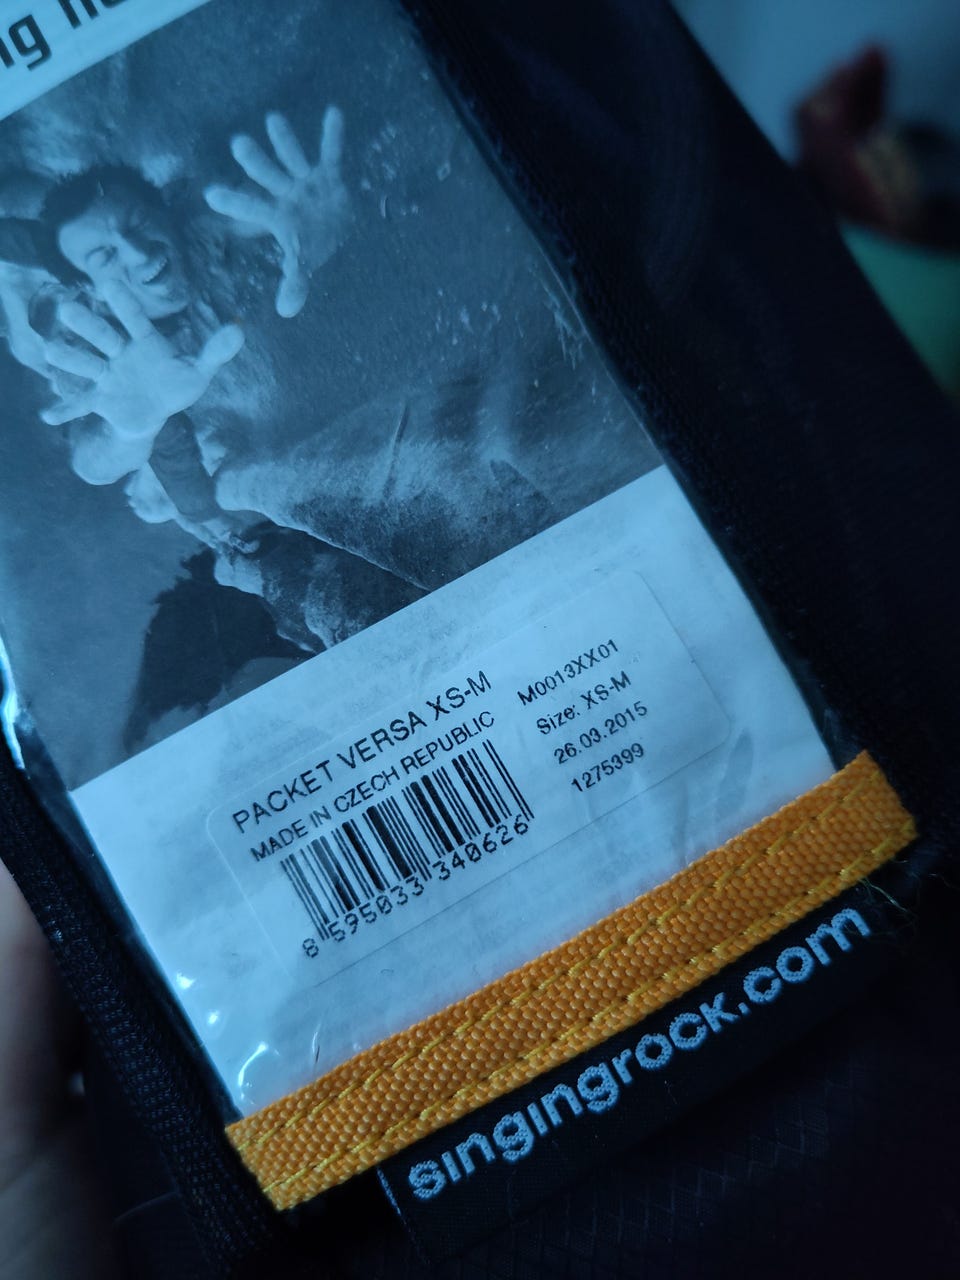 PACKET VERSA XS-M
MADE IN CZECH REPUBLIC
8 595033 340626
M0013XX01
Size: XS-M
26.03.2015
1275399
singingrock.com